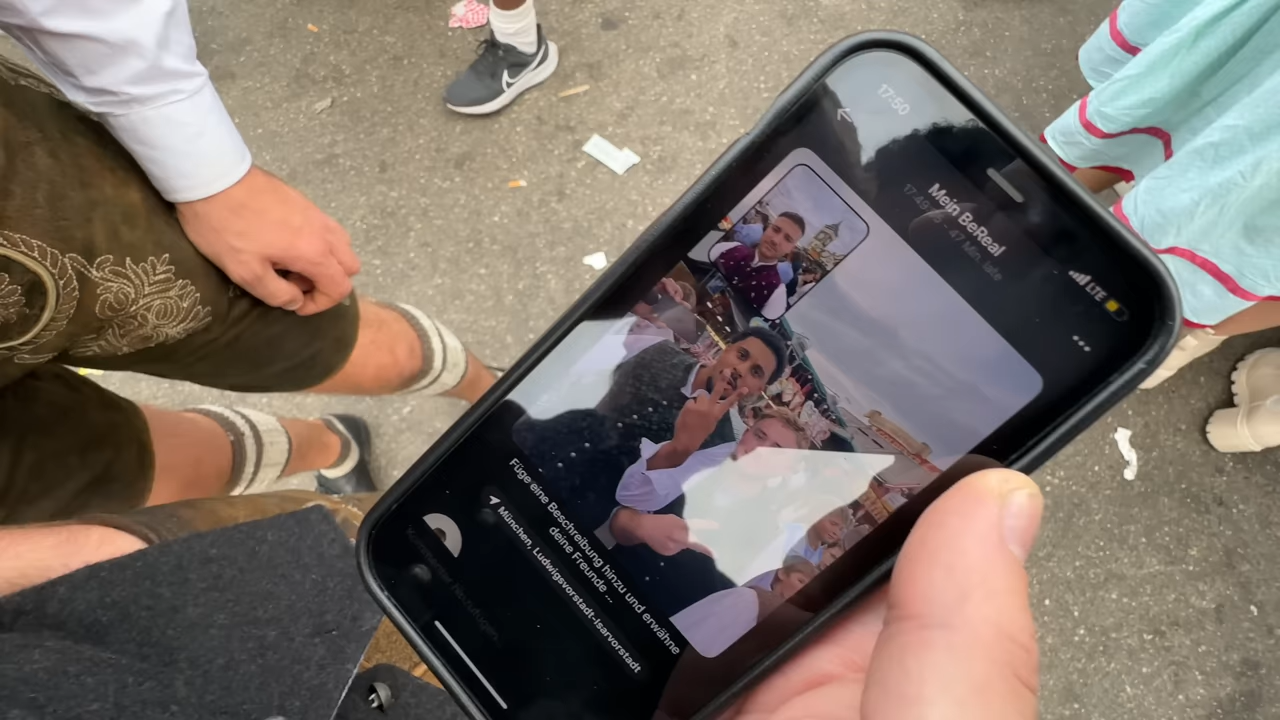 17:50
Mein BeReal
LTE
Füge eine Beschreibung hinzu und erwähne
deine Freunde ...
München, Ludwigsvorstadt-Isarvorstadt